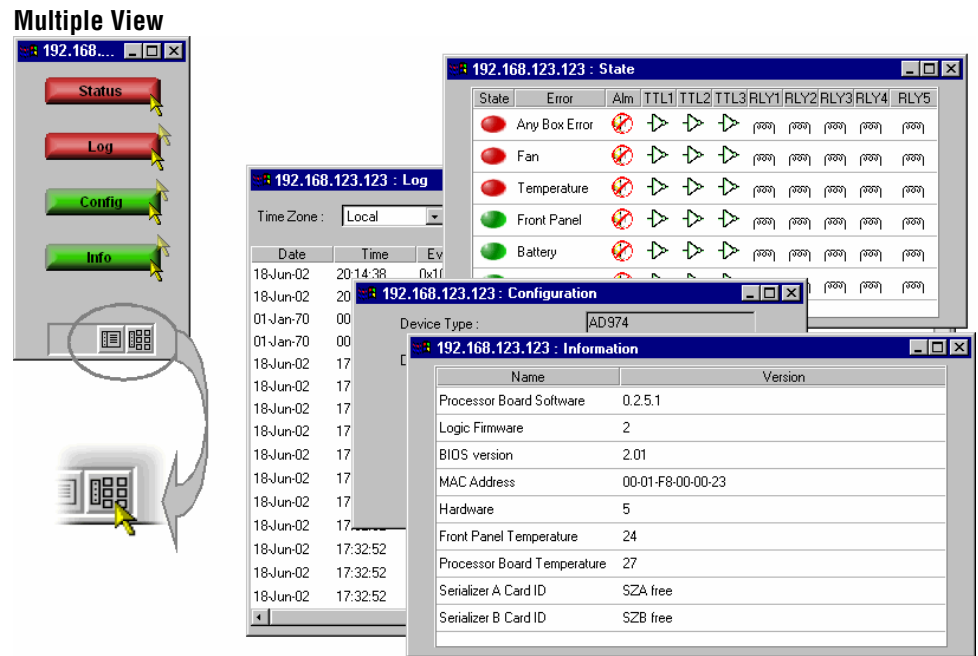 Multiple View
192.168....
Status
Log
Config
Info
192.168.123.123 : State
State Error Alm TTL1 TTL2 TTL3 RLY1 RLY2 RLY3 RLY4 RLY5
Any Box Error
Fan
Temperature
Front Panel
Battery
192.168.123.123 : Log
Time Zone : Local
Date Time Ev
18-Jun-02 20:14:38 0x10
18-Jun-02 20
01-Jan-70 00
01-Jan-70 00
18-Jun-02 17
18-Jun-02 17
18-Jun-02 17
18-Jun-02 17
18-Jun-02 17
18-Jun-02 17
18-Jun-02 17
18-Jun-02
18-Jun-02 17:32:52
18-Jun-02 17:32:52
18-Jun-02 17:32:52
192.168.123.123 : Configuration
Device Type : AD974
192.168.123.123 : Information
Name Version
Processor Board Software 0.2.5.1
Logic Firmware 2
BIOS version 2.01
MAC Address 00-01-F8-00-00-23
Hardware 5
Front Panel Temperature 24
Processor Board Temperature 27
Serializer A Card ID SZA free
Serializer B Card ID SZB free